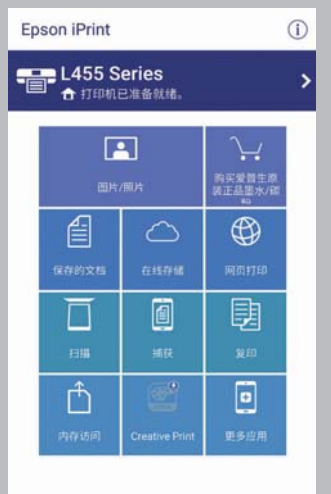 Epson iPrint
L455 Series
打印机已准备就绪。
图片/照片
购买爱普生原
装正品墨水/碳
保存的文档
在线存储
网页打印
扫描
捕获
复印
内存访问
Creative Print
更多应用